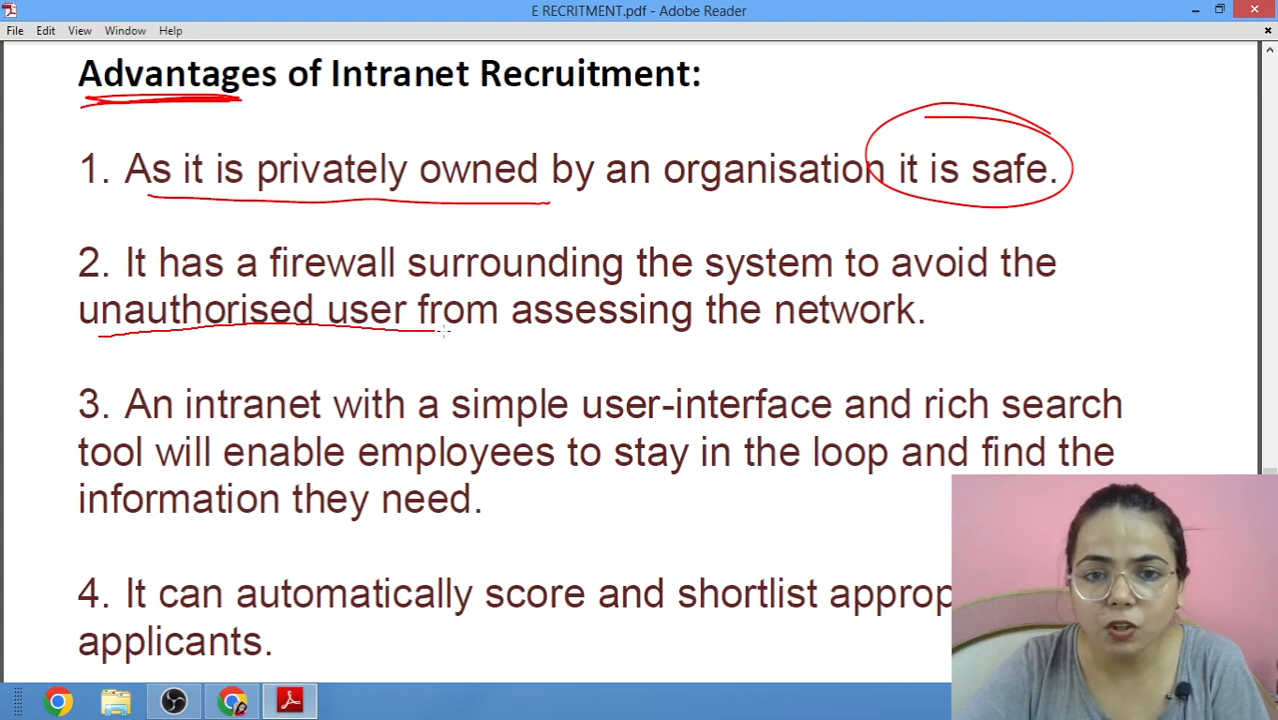 E RECRITMENT.pdf - Adobe Reader
File Edit View Window Help
Advantages of Intranet Recruitment:
1. As it is privately owned by an organisation it is safe.
2. It has a firewall surrounding the system to avoid the
unauthorised user from assessing the network.
3. An intranet with a simple user-interface and rich search
tool will enable employees to stay in the loop and find the
information they need.
4. It can automatically score and shortlist
applicants.